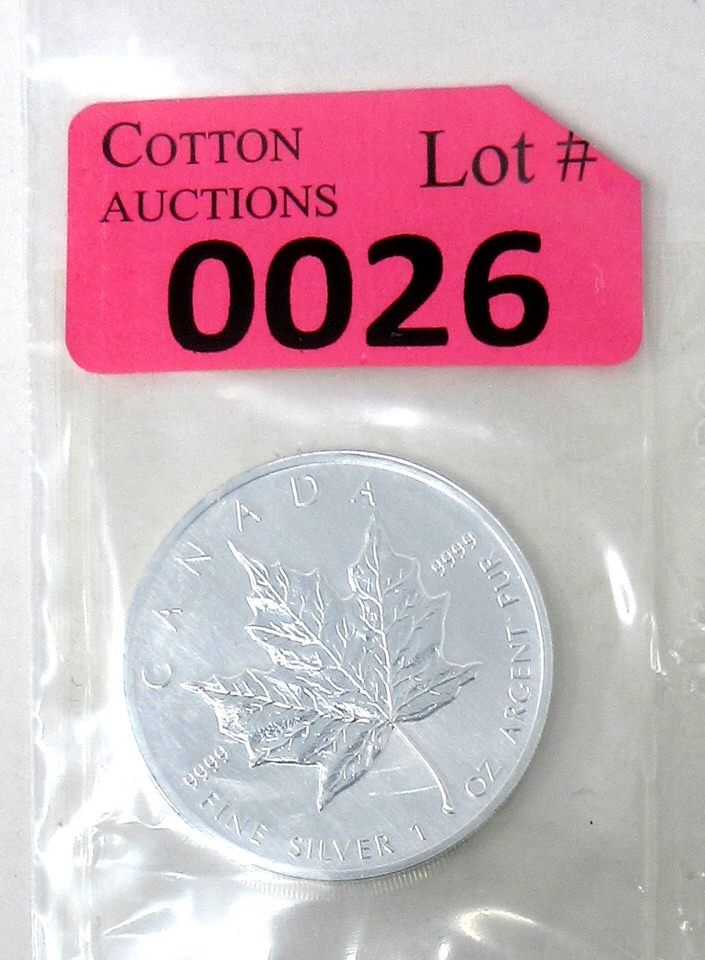 COTTON
AUCTIONS
Lot #
0026
CANADA
9999
9999
FINE SILVER 1 OZ ARGENT PUR